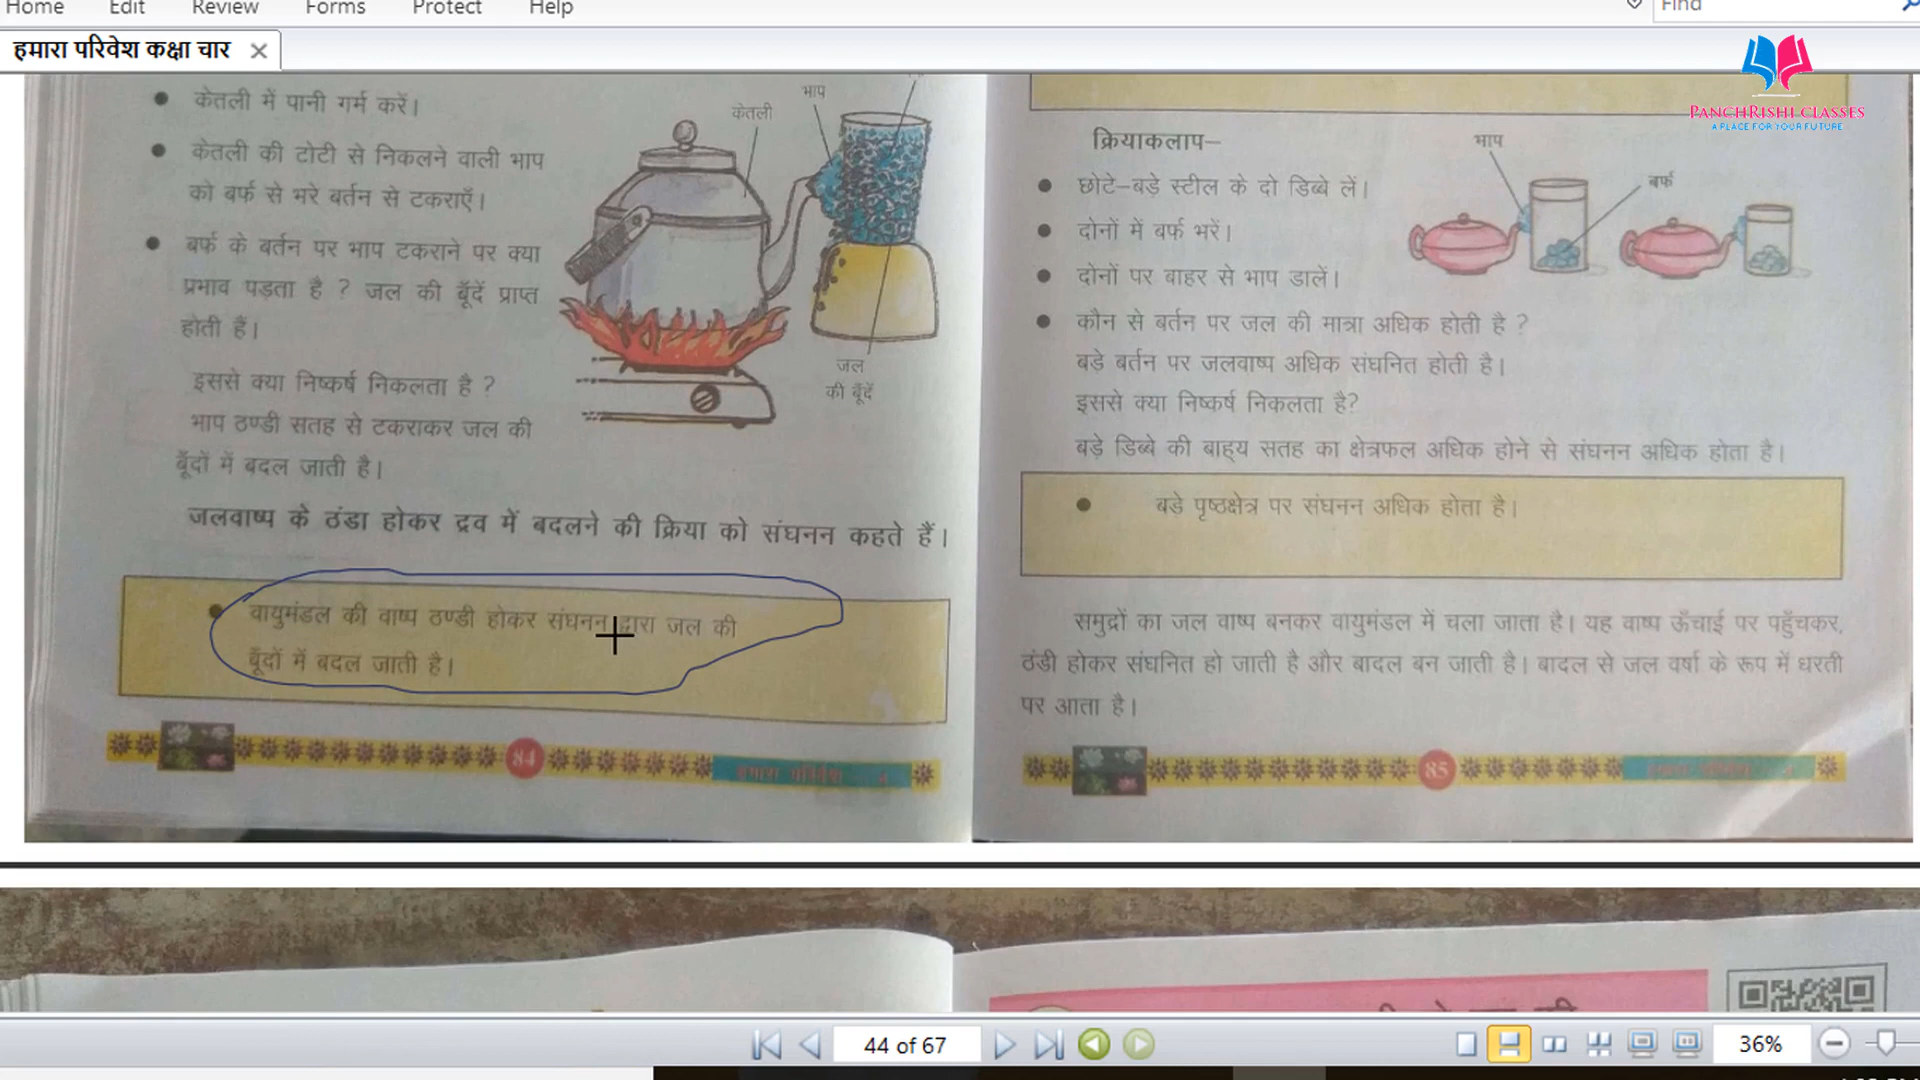 Home Edit Review Forms Protect Help
Find
हमारा परिवेश कक्षा चार
PANCHRISHI CLASSES
A PLACE FOR YOUR FUTURE
केतली में पानी गर्म करें।
केतली की टोटी से निकलने वाली भाप
को बर्फ से भरे बर्तन से टकराएँ।
बर्फ के बर्तन पर भाप टकराने पर क्या
प्रभाव पड़ता है ? जल की बूँदें प्राप्त
होती हैं।
इससे क्या निष्कर्ष निकलता है ?
भाप ठण्डी सतह से टकराकर जल की
बूँदों में बदल जाती है।
केतली
भाप
जल
की बूँदें
जलवाष्प के ठंडा होकर द्रव में बदलने की क्रिया को संघनन कहते हैं।
वायुमंडल की वाष्प ठण्डी होकर संघनन द्वारा जल की
बूँदों में बदल जाती है।
84
हमारा परिवेश 4
क्रियाकलाप–
छोटे–बड़े स्टील के दो डिब्बे लें।
दोनों में बर्फ भरें।
दोनों पर बाहर से भाप डालें।
कौन से बर्तन पर जल की मात्रा अधिक होती है ?
बड़े बर्तन पर जलवाष्प अधिक संघनित होती है।
इससे क्या निष्कर्ष निकलता है?
बड़े डिब्बे की बाह्य सतह का क्षेत्रफल अधिक होने से संघनन अधिक होता है।
भाप
बर्फ
बड़े पृष्ठक्षेत्र पर संघनन अधिक होता है।
समुद्रों का जल वाष्प बनकर वायुमंडल में चला जाता है। यह वाष्प ऊँचाई पर पहुँचकर,
ठंडी होकर संघनित हो जाती है और बादल बन जाती है। बादल से जल वर्षा के रूप में धरती
पर आता है।
85
हमारा परिवेश 4
44 of 67
36%